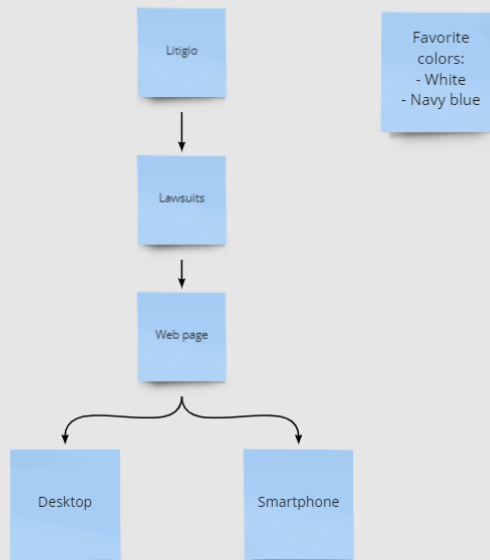 Litigio
Favorite
colors:
- White
- Navy blue
Lawsuits
Web page
Desktop
Smartphone